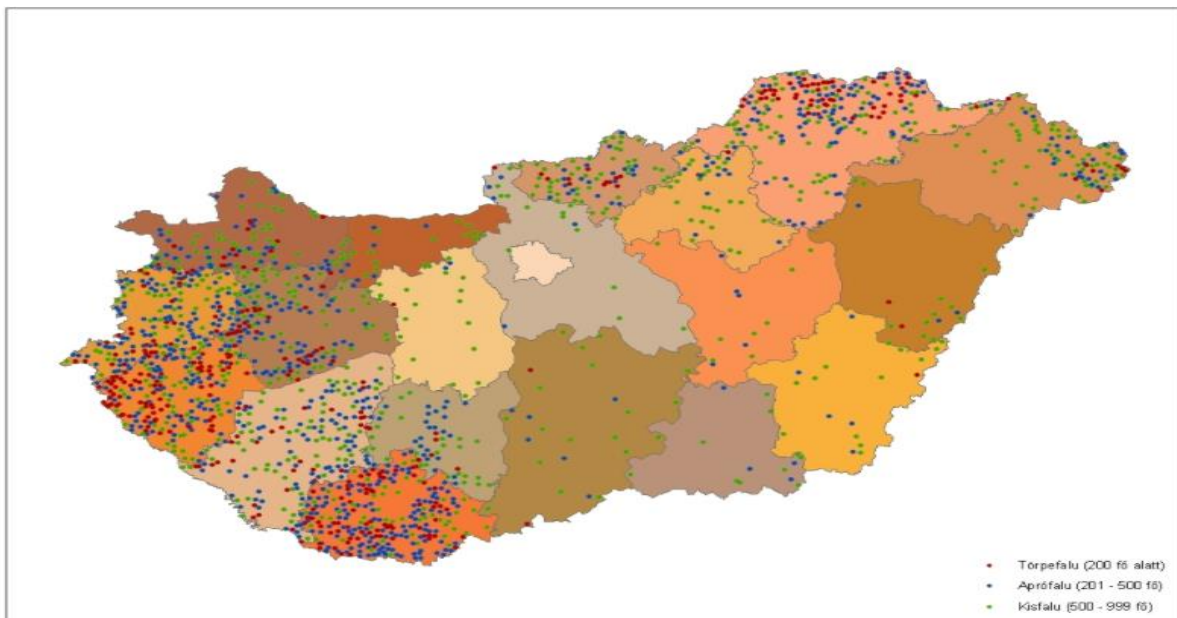 Törpefalu (200 fő alatt)
Aprófalu (201 - 500 fő)
Kisfalu (500 - 999 fő)